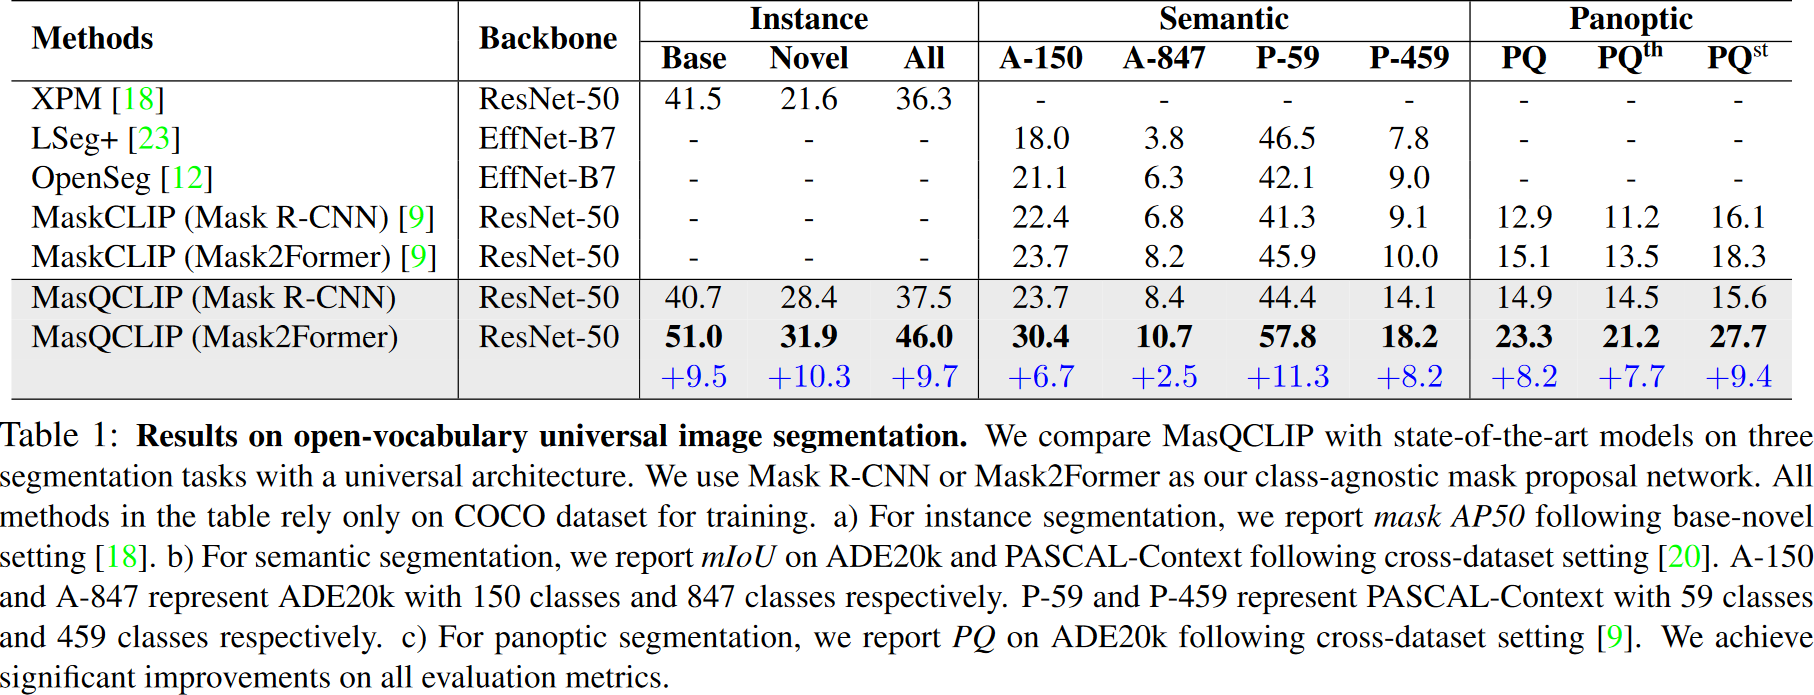 Methods Backbone Instance Semantic Panoptic
Base Novel All A-150 A-847 P-59 P-459 PQ PQth PQst
XPM [18] ResNet-50 41.5 21.6 36.3 - - - - - - -
LSeg+ [23] EffNet-B7 - - - 18.0 3.8 46.5 7.8 - - -
OpenSeg [12] EffNet-B7 - - - 21.1 6.3 42.1 9.0 - - -
MaskCLIP (Mask R-CNN) [9] ResNet-50 - - - 22.4 6.8 41.3 9.1 12.9 11.2 16.1
MaskCLIP (Mask2Former) [9] ResNet-50 - - - 23.7 8.2 45.9 10.0 15.1 13.5 18.3
MasQCLIP (Mask R-CNN) ResNet-50 40.7 28.4 37.5 23.7 8.4 44.4 14.1 14.9 14.5 15.6
MasQCLIP (Mask2Former) ResNet-50 51.0 31.9 46.0 30.4 10.7 57.8 18.2 23.3 21.2 27.7
+9.5 +10.3 +9.7 +6.7 +2.5 +11.3 +8.2 +8.2 +7.7 +9.4
Table 1: Results on open-vocabulary universal image segmentation. We compare MasQCLIP with state-of-the-art models on three
segmentation tasks with a universal architecture. We use Mask R-CNN or Mask2Former as our class-agnostic mask proposal network. All
methods in the table rely only on COCO dataset for training. a) For instance segmentation, we report mask AP50 following base-novel
setting [18]. b) For semantic segmentation, we report mIoU on ADE20k and PASCAL-Context following cross-dataset setting [20]. A-150
and A-847 represent ADE20k with 150 classes and 847 classes respectively. P-59 and P-459 represent PASCAL-Context with 59 classes
and 459 classes respectively. c) For panoptic segmentation, we report PQ on ADE20k following cross-dataset setting [9]. We achieve
significant improvements on all evaluation metrics.